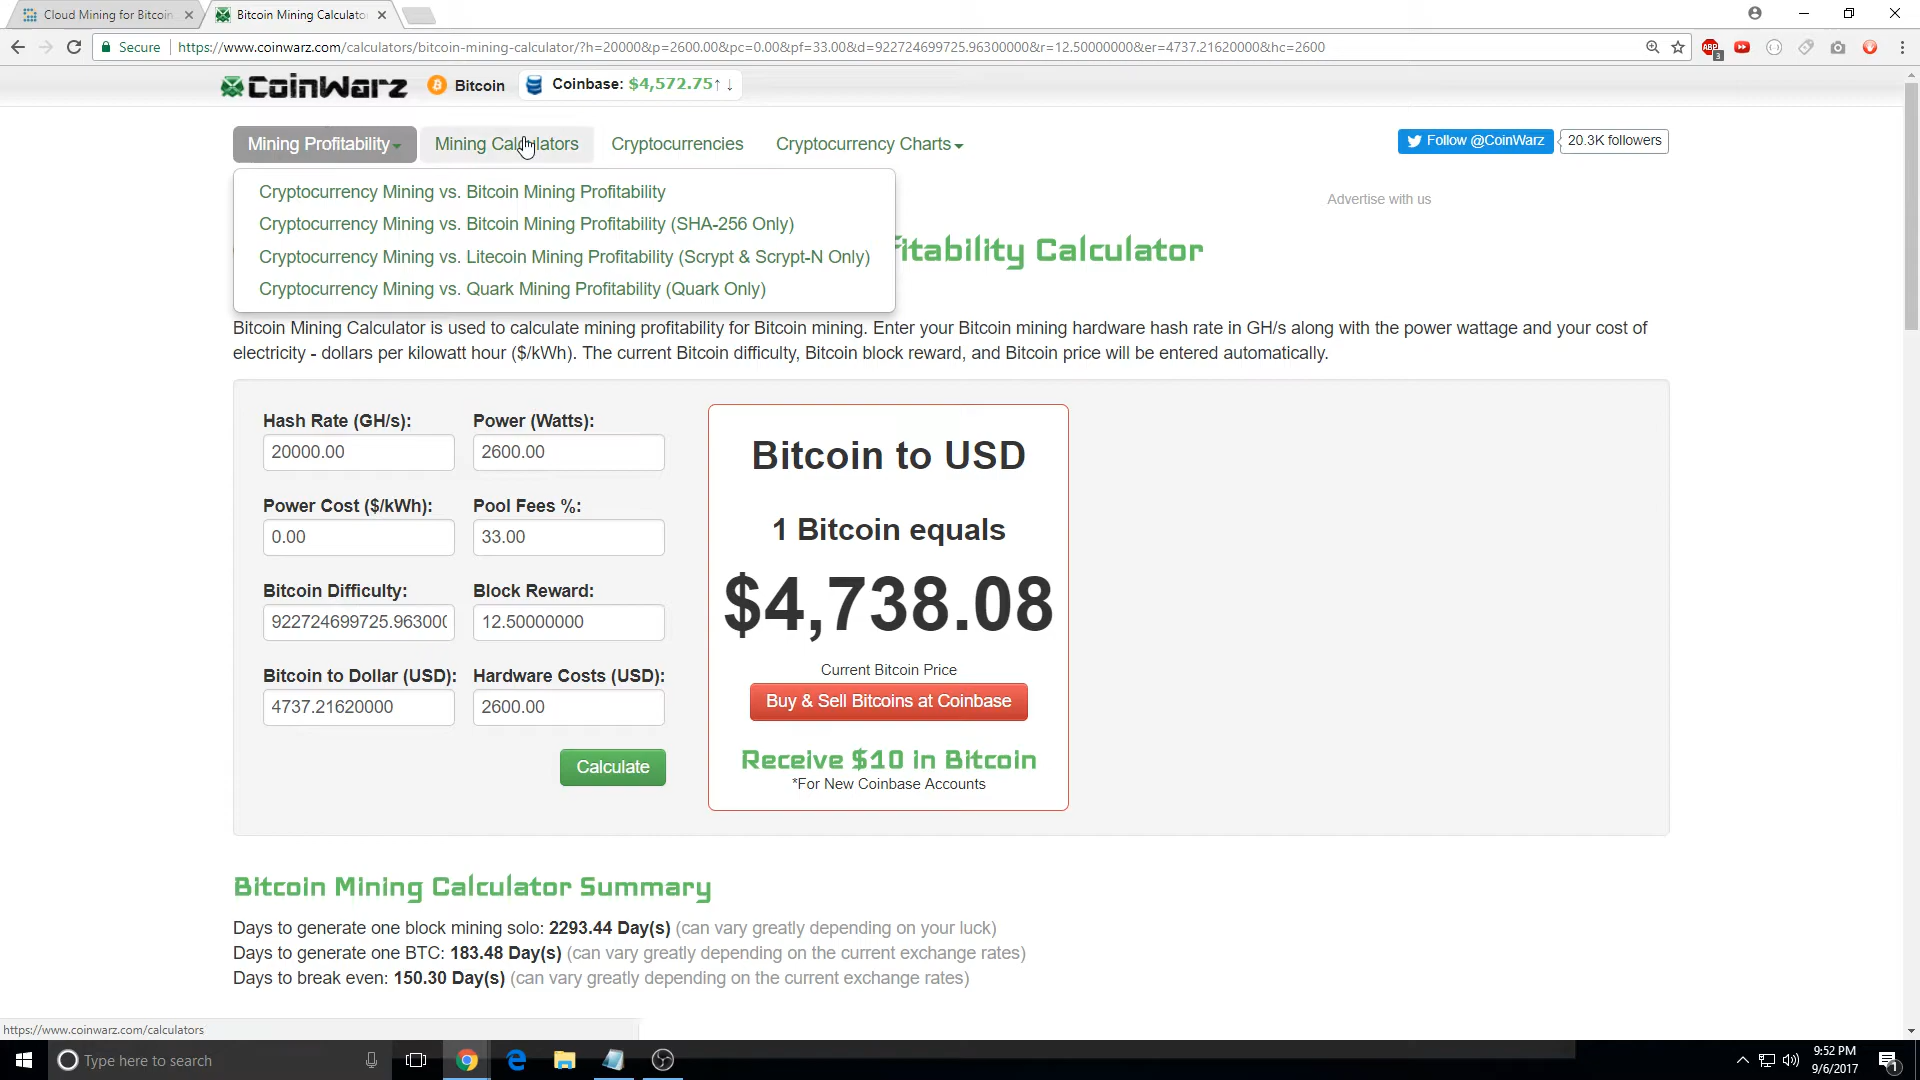 Cloud Mining for Bitcoin
Bitcoin Mining Calculato
Secure
https://www.coinwarz.com/calculators/bitcoin-mining-calculator/?h=20000&p=2600.00&pc=0.00&pf=33.00&d=922724699725.96300000&r=12.50000000&er=4737.21620000&hc=2600
ABP
3
CoinWarz
Bitcoin
Coinbase: $4,572.75↑ ↓
Mining Profitability
Mining Calculators
Cryptocurrencies
Cryptocurrency Charts
Follow @CoinWarz
20.3K followers
Cryptocurrency Mining vs. Bitcoin Mining Profitability
Cryptocurrency Mining vs. Bitcoin Mining Profitability (SHA-256 Only)
Cryptocurrency Mining vs. Litecoin Mining Profitability (Scrypt & Scrypt-N Only)
Cryptocurrency Mining vs. Quark Mining Profitability (Quark Only)
Advertise with us
fitability Calculator
Bitcoin Mining Calculator is used to calculate mining profitability for Bitcoin mining. Enter your Bitcoin mining hardware hash rate in GH/s along with the power wattage and your cost of
electricity - dollars per kilowatt hour ($/kWh). The current Bitcoin difficulty, Bitcoin block reward, and Bitcoin price will be entered automatically.
Hash Rate (GH/s):
Power (Watts):
20000.00
2600.00
Power Cost ($/kWh):
Pool Fees %:
0.00
33.00
Bitcoin Difficulty:
Block Reward:
922724699725.963000
12.50000000
Bitcoin to Dollar (USD):
Hardware Costs (USD):
4737.21620000
2600.00
Calculate
Bitcoin to USD
1 Bitcoin equals
$4,738.08
Current Bitcoin Price
Buy & Sell Bitcoins at Coinbase
Receive $10 in Bitcoin
*For New Coinbase Accounts
Bitcoin Mining Calculator Summary
Days to generate one block mining solo: 2293.44 Day(s) (can vary greatly depending on your luck)
Days to generate one BTC: 183.48 Day(s) (can vary greatly depending on the current exchange rates)
Days to break even: 150.30 Day(s) (can vary greatly depending on the current exchange rates)
https://www.coinwarz.com/calculators
Type here to search
9:52 PM
9/6/2017
1